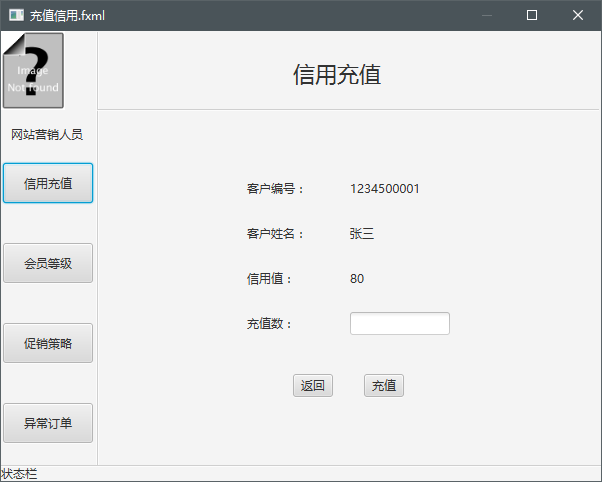 充值信用.fxml
Image
Not found
网站营销人员
信用充值
会员等级
促销策略
异常订单
信用充值
客户编号： 1234500001
客户姓名： 张三
信用值： 80
充值数：
返回 充值
状态栏